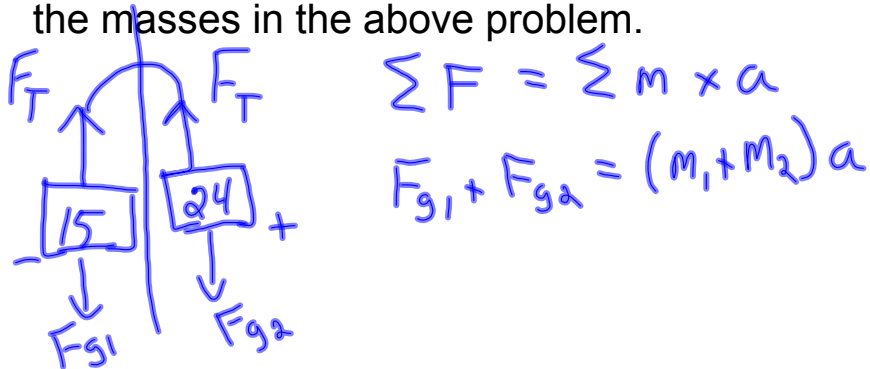 the masses in the above problem.
F_T F_T ΣF = Σm × a
F_g1 + F_g2 = (m_1 + m_2) a
15 24
- +
F_g1 F_g2